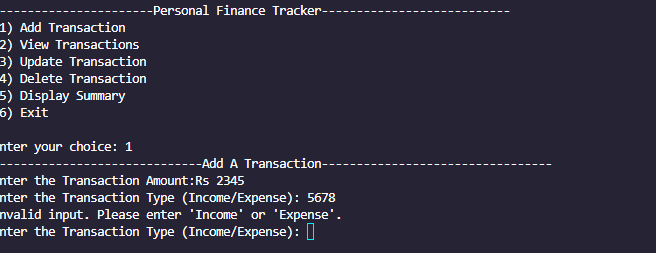 ----------------------Personal Finance Tracker---------------------------
1) Add Transaction
2) View Transactions
3) Update Transaction
4) Delete Transaction
5) Display Summary
6) Exit
nter your choice: 1
-----------------------------Add A Transaction---------------------------------
nter the Transaction Amount:Rs 2345
nter the Transaction Type (Income/Expense): 5678
nvalid input. Please enter 'Income' or 'Expense'.
nter the Transaction Type (Income/Expense):